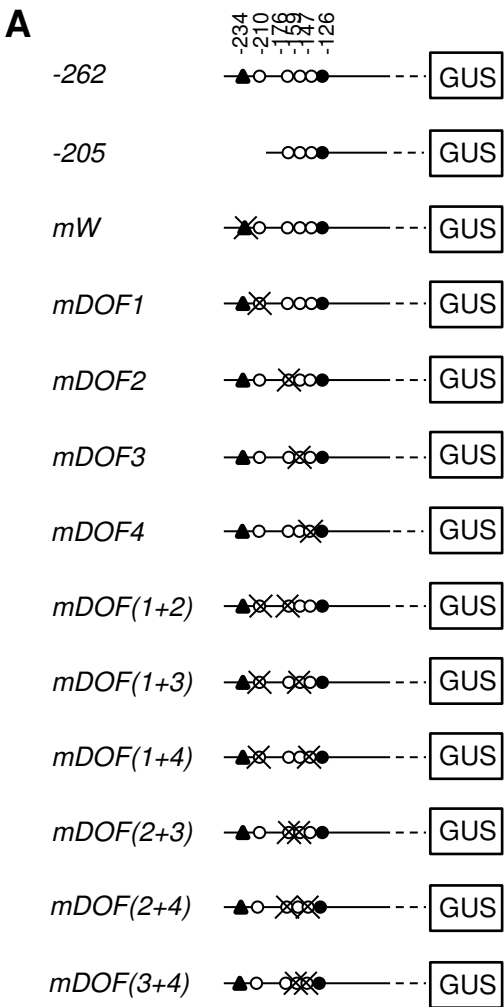 A
-234 -210 -176 -159 -147 -126
-262 GUS
-205 GUS
mW GUS
mDOF1 GUS
mDOF2 GUS
mDOF3 GUS
mDOF4 GUS
mDOF(1+2) GUS
mDOF(1+3) GUS
mDOF(1+4) GUS
mDOF(2+3) GUS
mDOF(2+4) GUS
mDOF(3+4) GUS